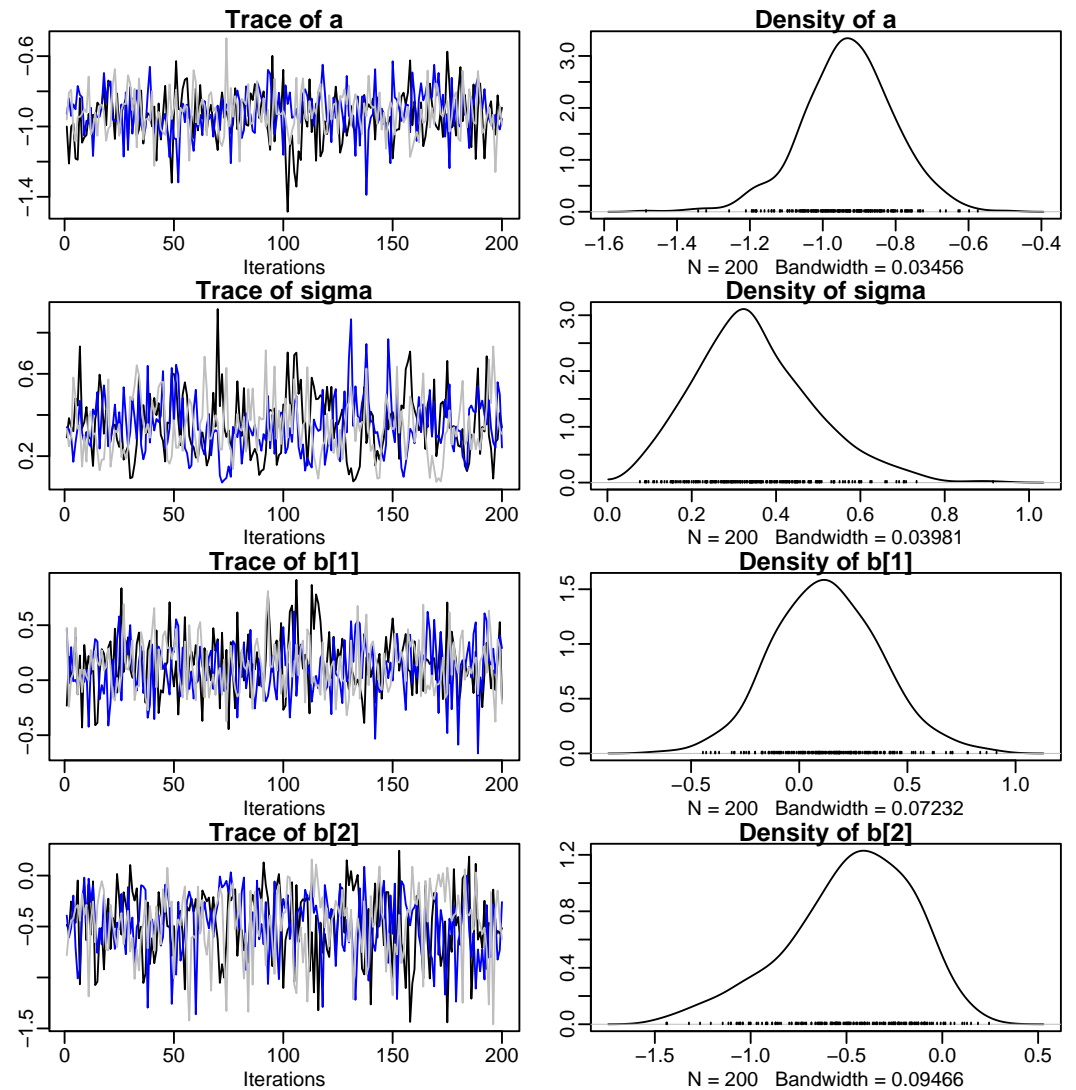 Trace of a
−0.6
−1.0
−1.4
0 50 100 150 200
Iterations
Density of a
3.0
2.0
1.0
0.0
−1.6 −1.4 −1.2 −1.0 −0.8 −0.6 −0.4
N = 200 Bandwidth = 0.03456
Trace of sigma
0.6
0.2
0 50 100 150 200
Iterations
Density of sigma
3.0
2.0
1.0
0.0
0.0 0.2 0.4 0.6 0.8 1.0
N = 200 Bandwidth = 0.03981
Trace of b[1]
0.5
0.0
−0.5
0 50 100 150 200
Iterations
Density of b[1]
1.5
1.0
0.5
0.0
−0.5 0.0 0.5 1.0
N = 200 Bandwidth = 0.07232
Trace of b[2]
0.0
−0.5
−1.5
0 50 100 150 200
Iterations
Density of b[2]
1.2
0.8
0.4
0.0
−1.5 −1.0 −0.5 0.0 0.5
N = 200 Bandwidth = 0.09466